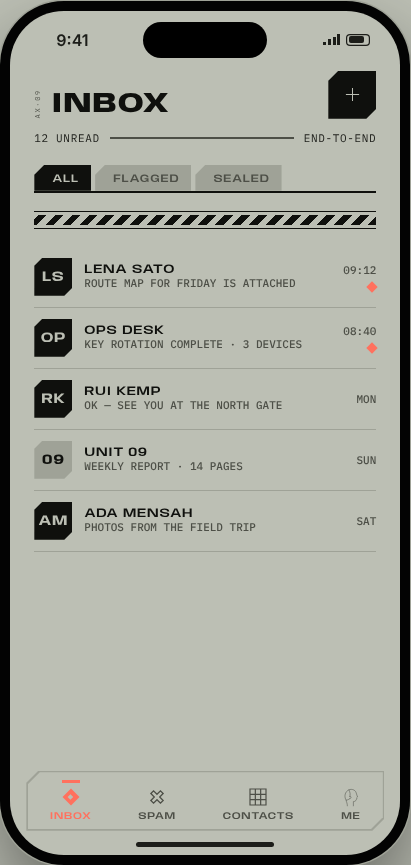 9:41
AX·09
INBOX
12 UNREAD
END-TO-END
ALL
FLAGGED
SEALED
LS
LENA SATO
ROUTE MAP FOR FRIDAY IS ATTACHED
09:12
OP
OPS DESK
KEY ROTATION COMPLETE · 3 DEVICES
08:40
RK
RUI KEMP
OK — SEE YOU AT THE NORTH GATE
MON
09
UNIT 09
WEEKLY REPORT · 14 PAGES
SUN
AM
ADA MENSAH
PHOTOS FROM THE FIELD TRIP
SAT
INBOX
SPAM
CONTACTS
ME